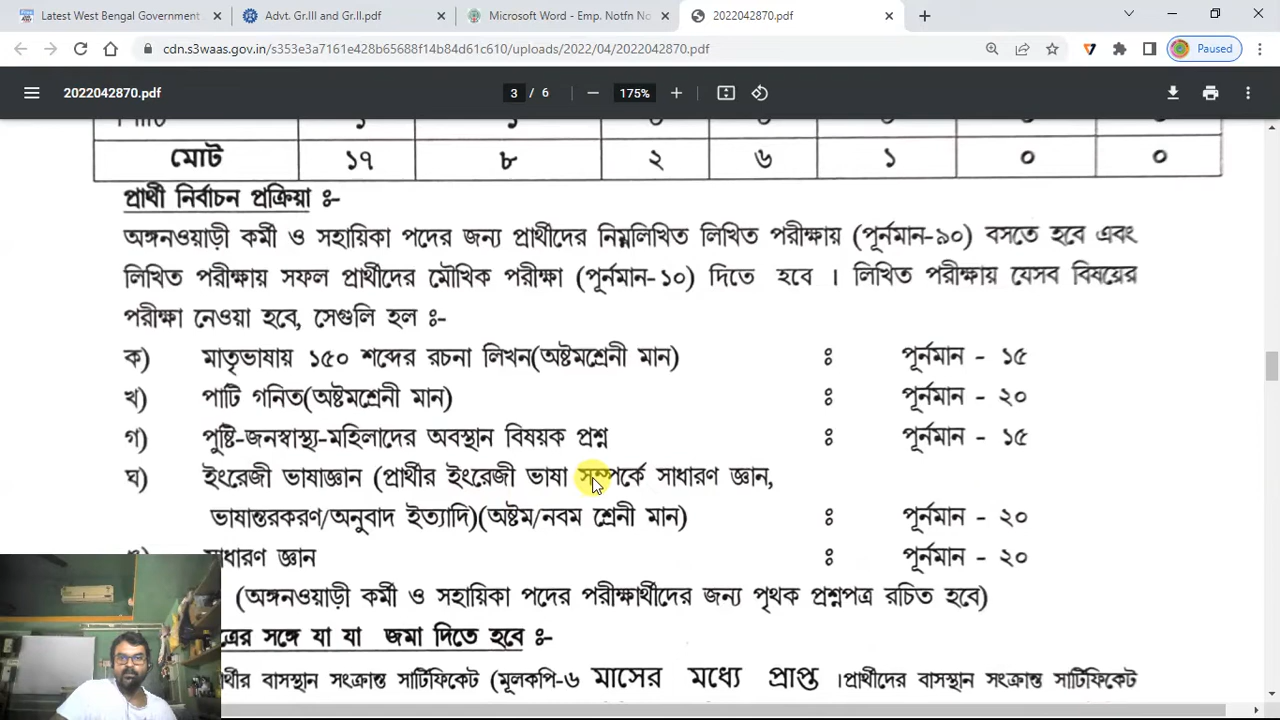 Latest West Bengal Government
Advt. Gr.III and Gr.II.pdf
Microsoft Word - Emp. Notfn No
2022042870.pdf
cdn.s3waas.gov.in/s353e3a7161e428b65688f14b84d61c610/uploads/2022/04/2022042870.pdf
Paused
2022042870.pdf
3 / 6
175%
মোট ১৭ ৮ ২ ৬ ১ ০ ০
প্রার্থী নির্বাচন প্রক্রিয়া ঃ-
অঙ্গনওয়াড়ী কর্মী ও সহায়িকা পদের জন্য প্রার্থীদের নিম্নলিখিত লিখিত পরীক্ষায় (পূর্নমান-৯০) বসতে হবে এবং
লিখিত পরীক্ষায় সফল প্রার্থীদের মৌখিক পরীক্ষা (পূর্নমান-১০) দিতে হবে । লিখিত পরীক্ষায় যেসব বিষয়ের
পরীক্ষা নেওয়া হবে, সেগুলি হল ঃ-
ক) মাতৃভাষায় ১৫০ শব্দের রচনা লিখন(অষ্টমশ্রেনী মান) ঃ পূর্নমান - ১৫
খ) পাটি গনিত(অষ্টমশ্রেনী মান) ঃ পূর্নমান - ২০
গ) পুষ্টি-জনস্বাস্থ্য-মহিলাদের অবস্থান বিষয়ক প্রশ্ন ঃ পূর্নমান - ১৫
ঘ) ইংরেজী ভাষাজ্ঞান (প্রার্থীর ইংরেজী ভাষা সম্পর্কে সাধারণ জ্ঞান,
ভাষান্তরকরণ/অনুবাদ ইত্যাদি)(অষ্টম/নবম শ্রেনী মান) ঃ পূর্নমান - ২০
সাধারণ জ্ঞান ঃ পূর্নমান - ২০
(অঙ্গনওয়াড়ী কর্মী ও সহায়িকা পদের পরীক্ষার্থীদের জন্য পৃথক প্রশ্নপত্র রচিত হবে)
সঙ্গে যা যা জমা দিতে হবে ঃ-
বাসস্থান সংক্রান্ত সার্টিফিকেট (মূলকপি-৬ মাসের মধ্যে প্রাপ্ত ।প্রার্থীদের বাসস্থান সংক্রান্ত সার্টিফিকেট